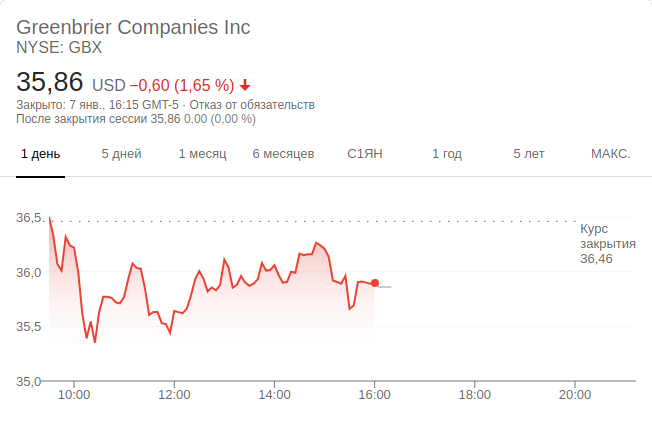 Greenbrier Companies Inc
NYSE: GBX
35,86 USD −0,60 (1,65 %)
Закрыто: 7 янв., 16:15 GMT-5 · Отказ от обязательств
После закрытия сессии 35,86 0,00 (0,00 %)
1 день 5 дней 1 месяц 6 месяцев С1ЯН 1 год 5 лет МАКС.
36,5
Курс
закрытия
36,46
36,0
35,5
35,0
10:00 12:00 14:00 16:00 18:00 20:00